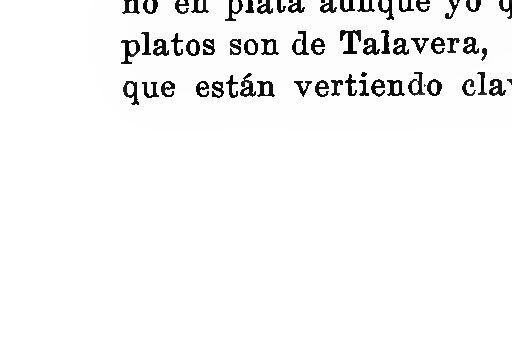 no en plata aunque yo
platos son de Talavera,
que están vertiendo